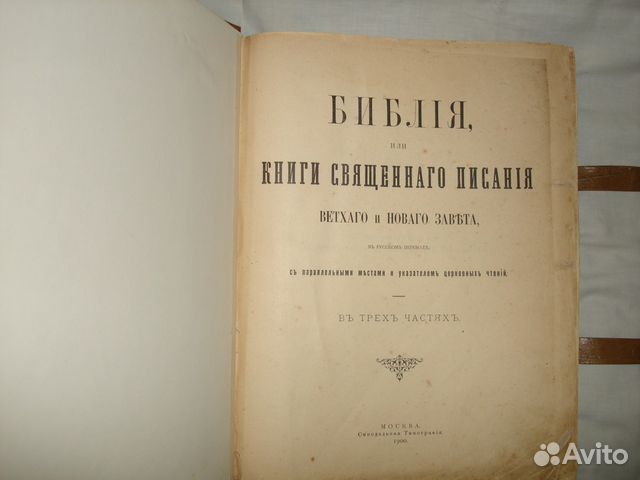 БИБЛІЯ,
ИЛИ
КНИГИ СВЯЩЕННАГО ПИСАНІЯ
ВЕТХАГО и НОВАГО ЗАВѢТА,
ВЪ РУССКОМЪ ПЕРЕВОДѢ,
съ параллельными мѣстами и указателемъ церковныхъ чтеній.
ВЪ ТРЕХЪ ЧАСТЯХЪ.
МОСКВА.
Синодальная Типографія.
1900.
Avito